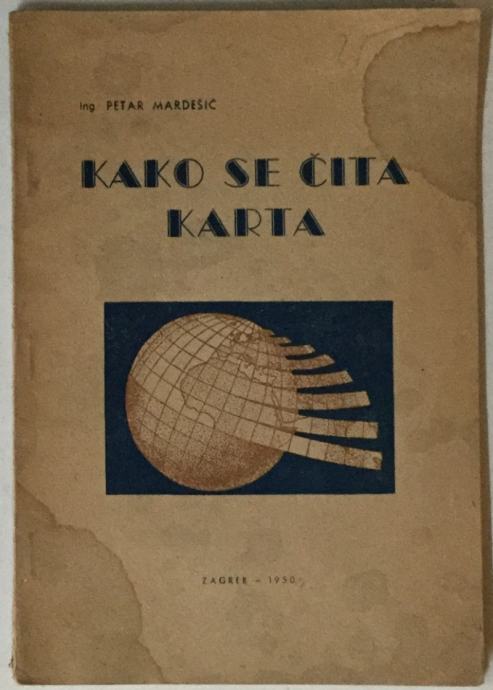 Ing. PETAR MARDEŠIĆ
KAKO SE ČITA
KARTA
ZAGREB – 1950.